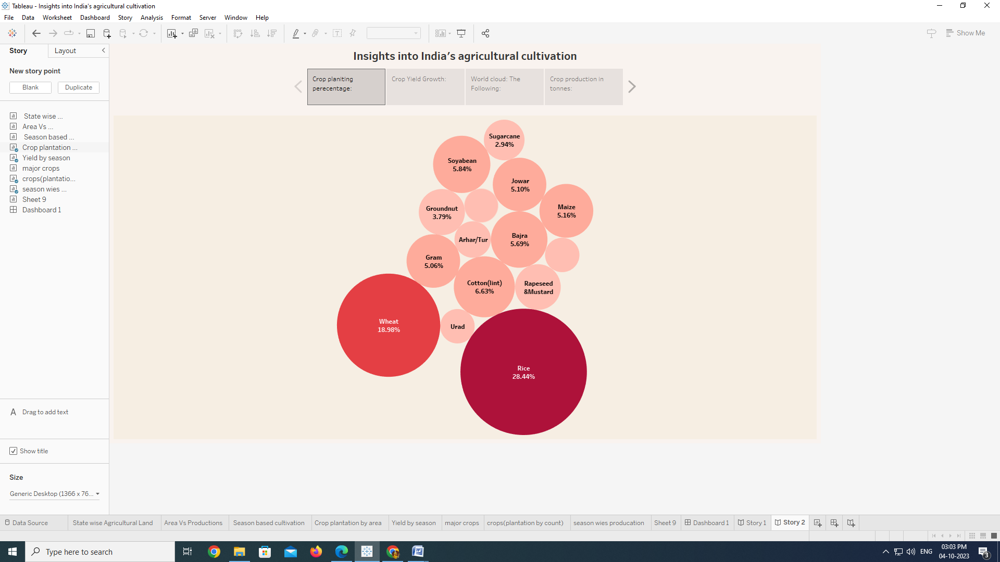 Tableau - Insights into India's agricultural cultivation
File Data Worksheet Dashboard Story Analysis Format Server Window Help
Show Me
Story Layout
New story point
Blank Duplicate
State wise ...
Area Vs ...
Season based ...
Crop plantation ...
Yield by season
major crops
crops(plantatio...
season wies ...
Sheet 9
Dashboard 1
A Drag to add text
Show title
Size
Generic Desktop (1366 x 76...
Insights into India’s agricultural cultivation
Crop planiting
perecentage:
Crop Yield Growth:
World cloud: The
Following:
Crop production in
tonnes:
Sugarcane
2.94%
Soyabean
5.84%
Jowar
5.10%
Maize
5.16%
Groundnut
3.79%
Arhar/Tur
Bajra
5.69%
Gram
5.06%
Cotton(lint)
6.63%
Rapeseed
&Mustard
Wheat
18.98%
Urad
Rice
28.44%
Data Source State wise Agricultural Land Area Vs Productions Season based cultivation Crop plantation by area Yield by season major crops crops(plantation by count) season wies producation Sheet 9 Dashboard 1 Story 1 Story 2
Type here to search
ENG
03:03 PM
04-10-2023
3